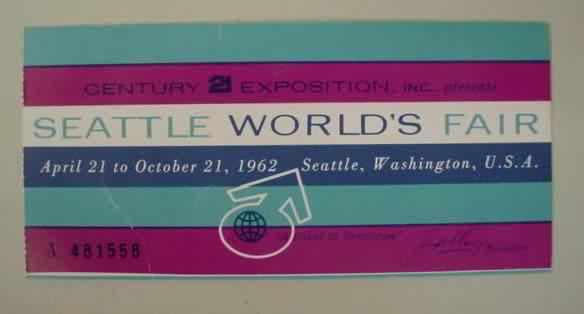 CENTURY 21 EXPOSITION, INC. presents
SEATTLE WORLD'S FAIR
April 21 to October 21, 1962 Seattle, Washington, U.S.A.
A 481558